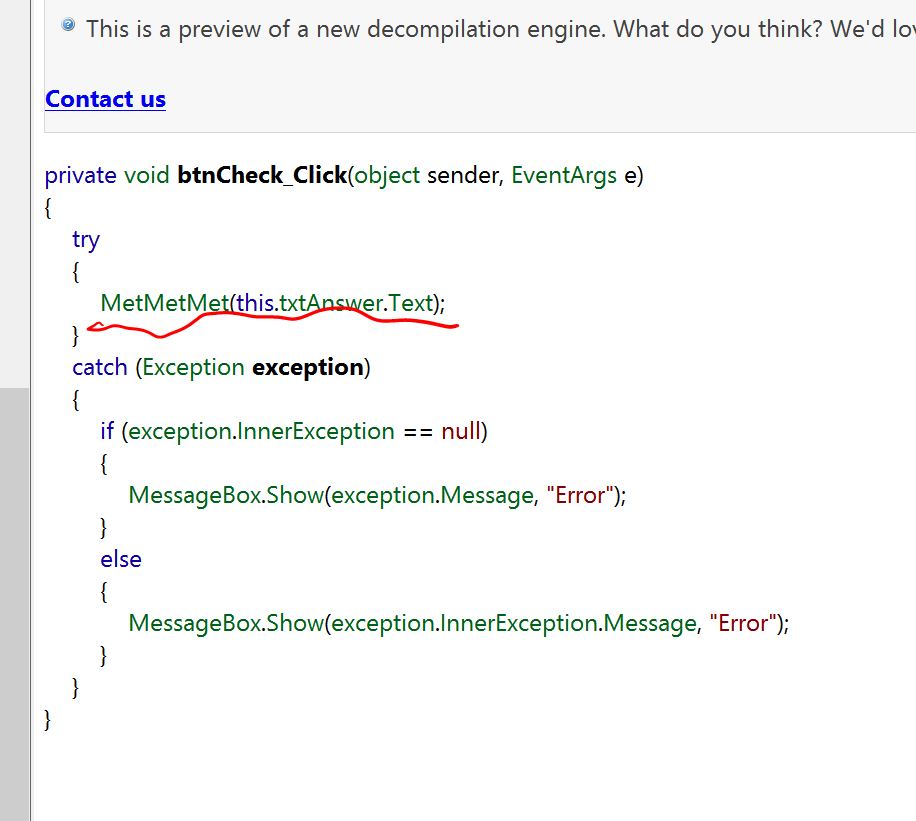 This is a preview of a new decompilation engine. What do you think? We'd
Contact us
private void btnCheck_Click(object sender, EventArgs e)
{
try
{
MetMetMet(this.txtAnswer.Text);
}
catch (Exception exception)
{
if (exception.InnerException == null)
{
MessageBox.Show(exception.Message, "Error");
}
else
{
MessageBox.Show(exception.InnerException.Message, "Error");
}
}
}